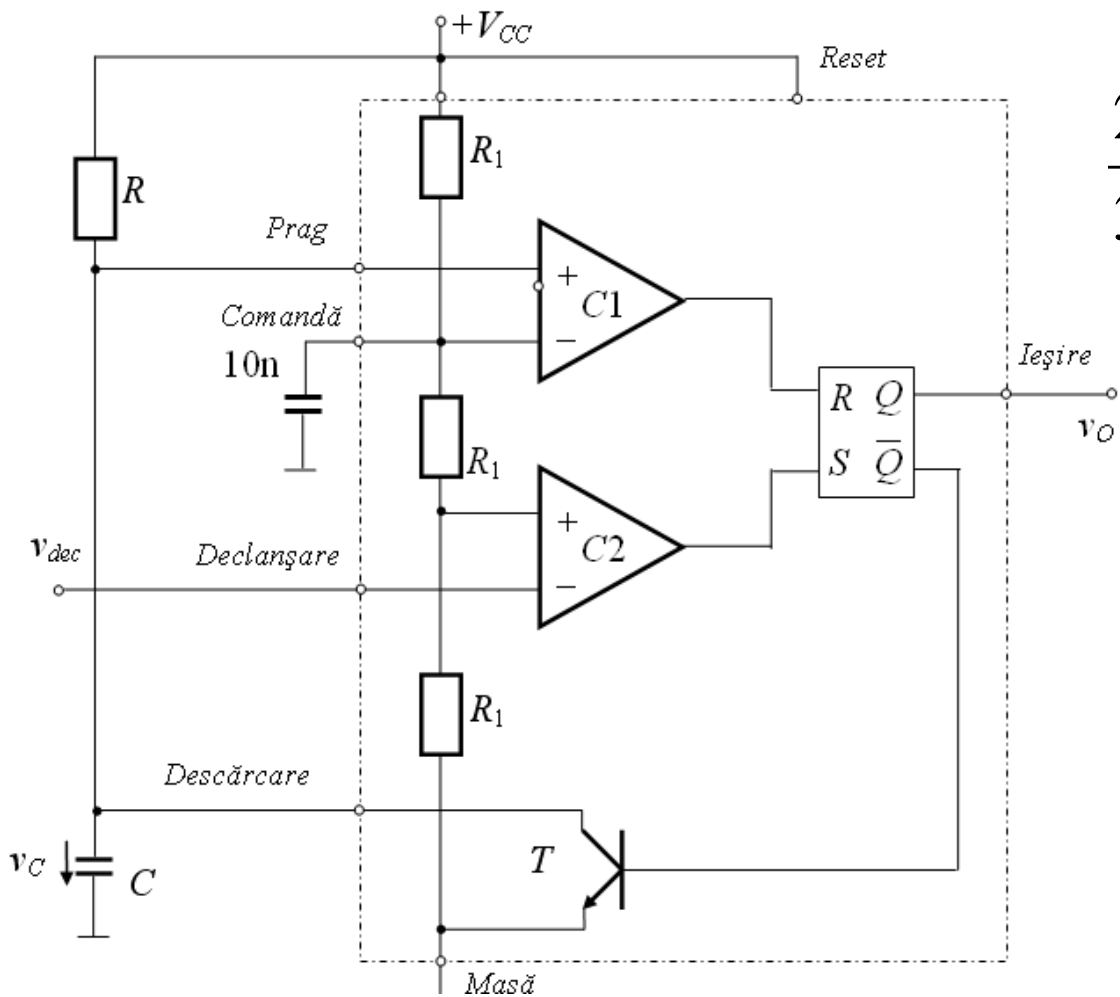 +V_CC
Reset
R_1
R
Prag
+
C1
−
Comandă
10n
Ieşire
R Q
v_O
S Q̅
R_1
+
C2
−
v_dec
Declanşare
R_1
Descărcare
v_C
C
T
Masă